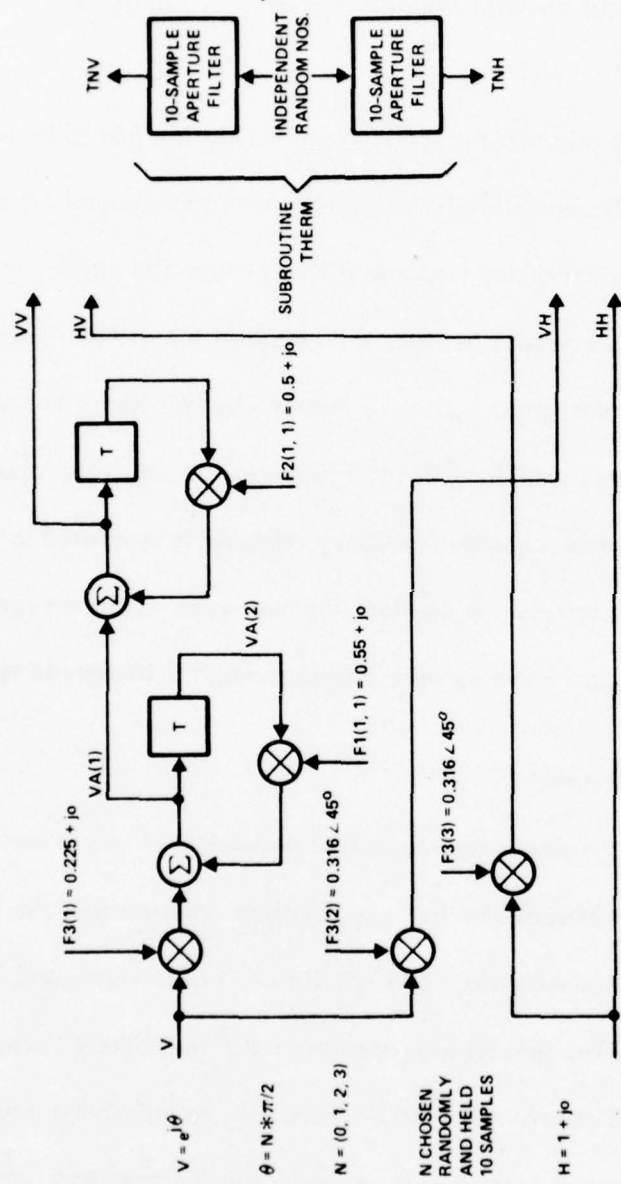 F3(1) = 0.225 + jo
VA(1)
VV
HV
T
Σ
F2(1, 1) = 0.5 + jo
V
Σ
T
VA(2)
F1(1, 1) = 0.55 + jo
V = e^jθ
θ = N * π/2
N = (0, 1, 2, 3)
F3(2) = 0.316 ∠ 45°
N CHOSEN
RANDOMLY
AND HELD
10 SAMPLES
F3(3) = 0.316 ∠ 45°
H = 1 + jo
VH
HH
SUBROUTINE
THERM
TNV
10-SAMPLE
APERTURE
FILTER
INDEPENDENT
RANDOM NOS.
10-SAMPLE
APERTURE
FILTER
TNH